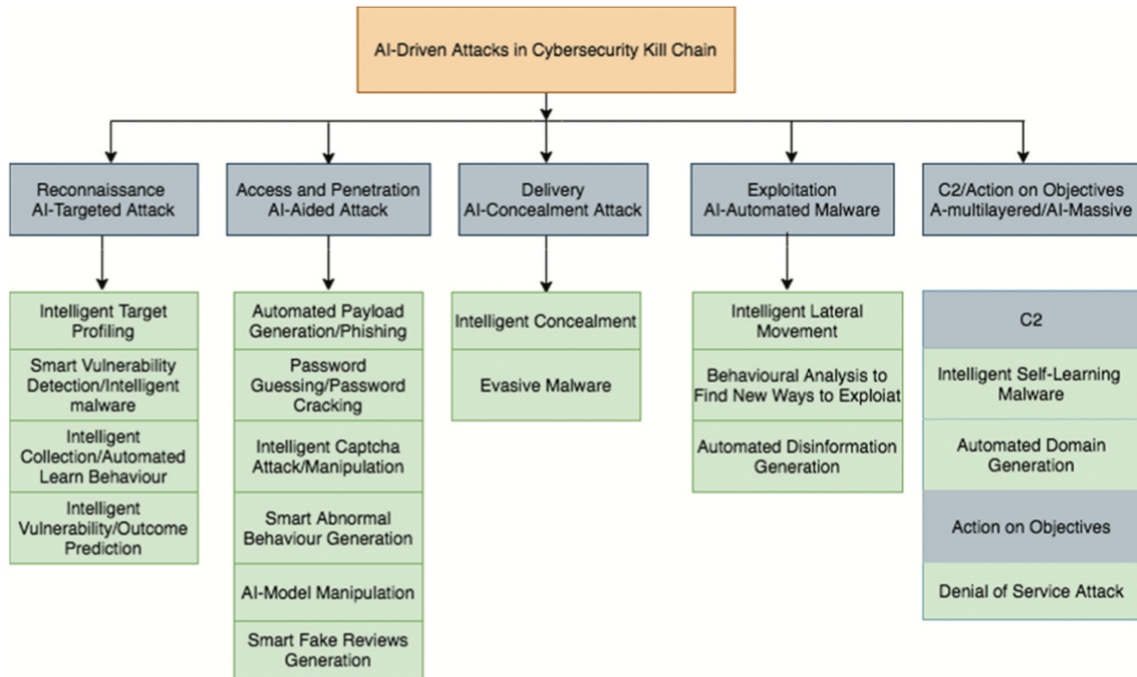 AI-Driven Attacks in Cybersecurity Kill Chain
Reconnaissance
AI-Targeted Attack
Access and Penetration
AI-Aided Attack
Delivery
AI-Concealment Attack
Exploitation
AI-Automated Malware
C2/Action on Objectives
A-multilayered/AI-Massive
Intelligent Target
Profiling
Smart Vulnerability
Detection/Intelligent
malware
Intelligent
Collection/Automated
Learn Behaviour
Intelligent
Vulnerability/Outcome
Prediction
Automated Payload
Generation/Phishing
Password
Guessing/Password
Cracking
Intelligent Captcha
Attack/Manipulation
Smart Abnormal
Behaviour Generation
AI-Model Manipulation
Smart Fake Reviews
Generation
Intelligent Concealment
Evasive Malware
Intelligent Lateral
Movement
Behavioural Analysis to
Find New Ways to Exploiat
Automated Disinformation
Generation
C2
Intelligent Self-Learning
Malware
Automated Domain
Generation
Action on Objectives
Denial of Service Attack